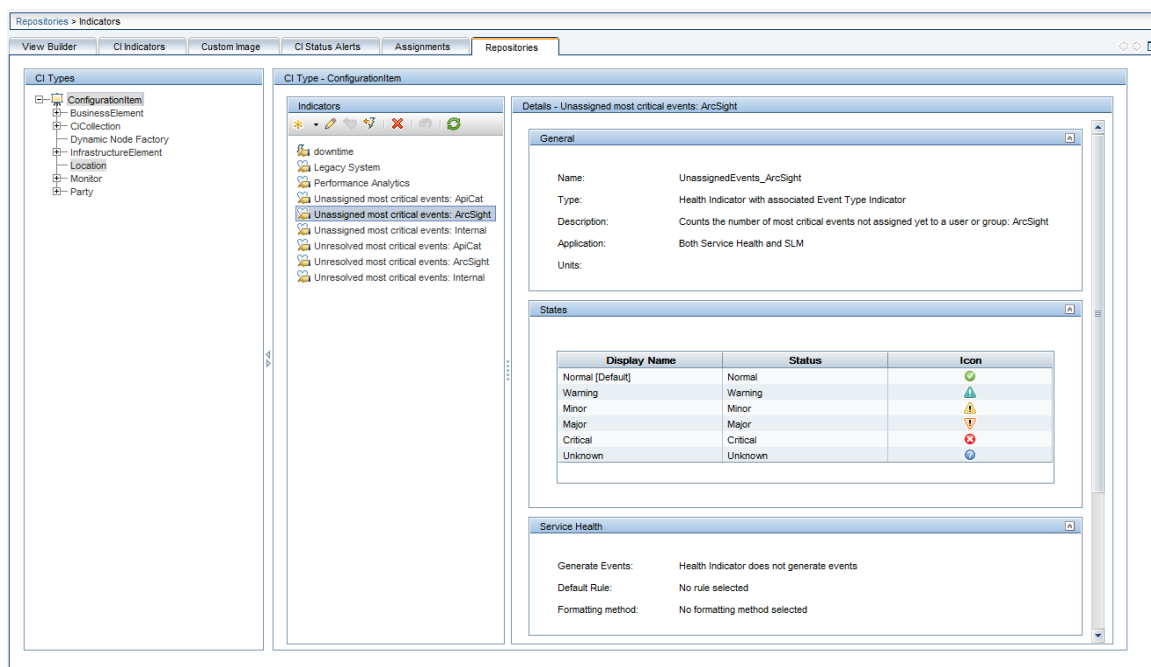 Repositories > Indicators
View Builder
CI Indicators
Custom Image
CI Status Alerts
Assignments
Repositories
CI Types
ConfigurationItem
BusinessElement
CiCollection
Dynamic Node Factory
InfrastructureElement
Location
Monitor
Party
CI Type - ConfigurationItem
Indicators
downtime
Legacy System
Performance Analytics
Unassigned most critical events: ApiCat
Unassigned most critical events: ArcSight
Unassigned most critical events: Internal
Unresolved most critical events: ApiCat
Unresolved most critical events: ArcSight
Unresolved most critical events: Internal
Details - Unassigned most critical events: ArcSight
General
Name: UnassignedEvents_ArcSight
Type: Health Indicator with associated Event Type Indicator
Description: Counts the number of most critical events not assigned yet to a user or group: ArcSight
Application: Both Service Health and SLM
Units:
States
Display Name Status Icon
Normal [Default] Normal
Warning Warning
Minor Minor
Major Major
Critical Critical
Unknown Unknown
Service Health
Generate Events: Health Indicator does not generate events
Default Rule: No rule selected
Formatting method: No formatting method selected